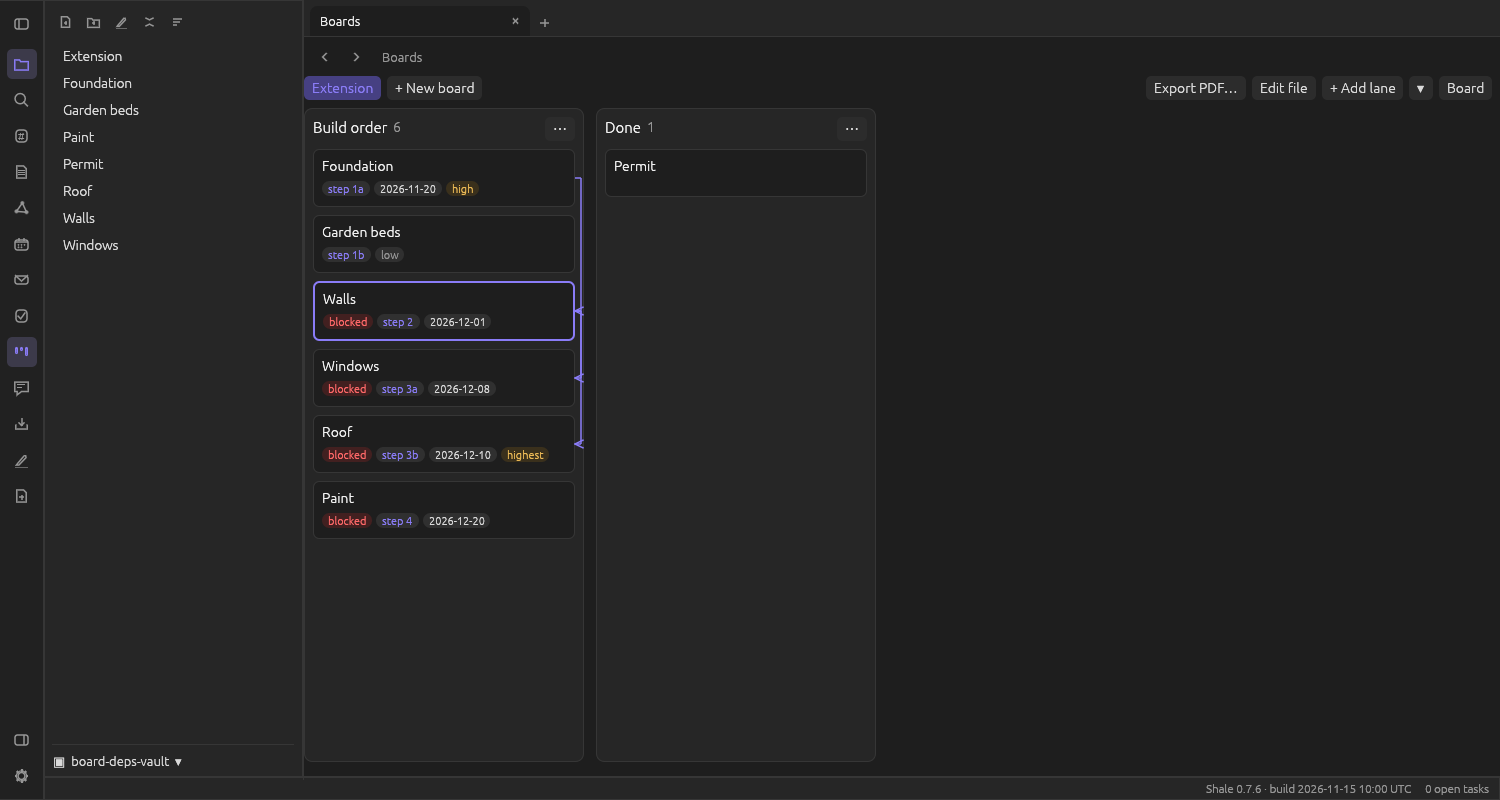 Boards
Boards
Extension
Foundation
Garden beds
Paint
Permit
Roof
Walls
Windows
board-deps-vault ▾
Extension + New board Export PDF… Edit file + Add lane ▾ Board
Build order 6 ...
Foundation
step 1a 2026-11-20 high
Garden beds
step 1b low
Walls
blocked step 2 2026-12-01
Windows
blocked step 3a 2026-12-08
Roof
blocked step 3b 2026-12-10 highest
Paint
blocked step 4 2026-12-20
Done 1 ...
Permit
Shale 0.7.6 · build 2026-11-15 10:00 UTC 0 open tasks